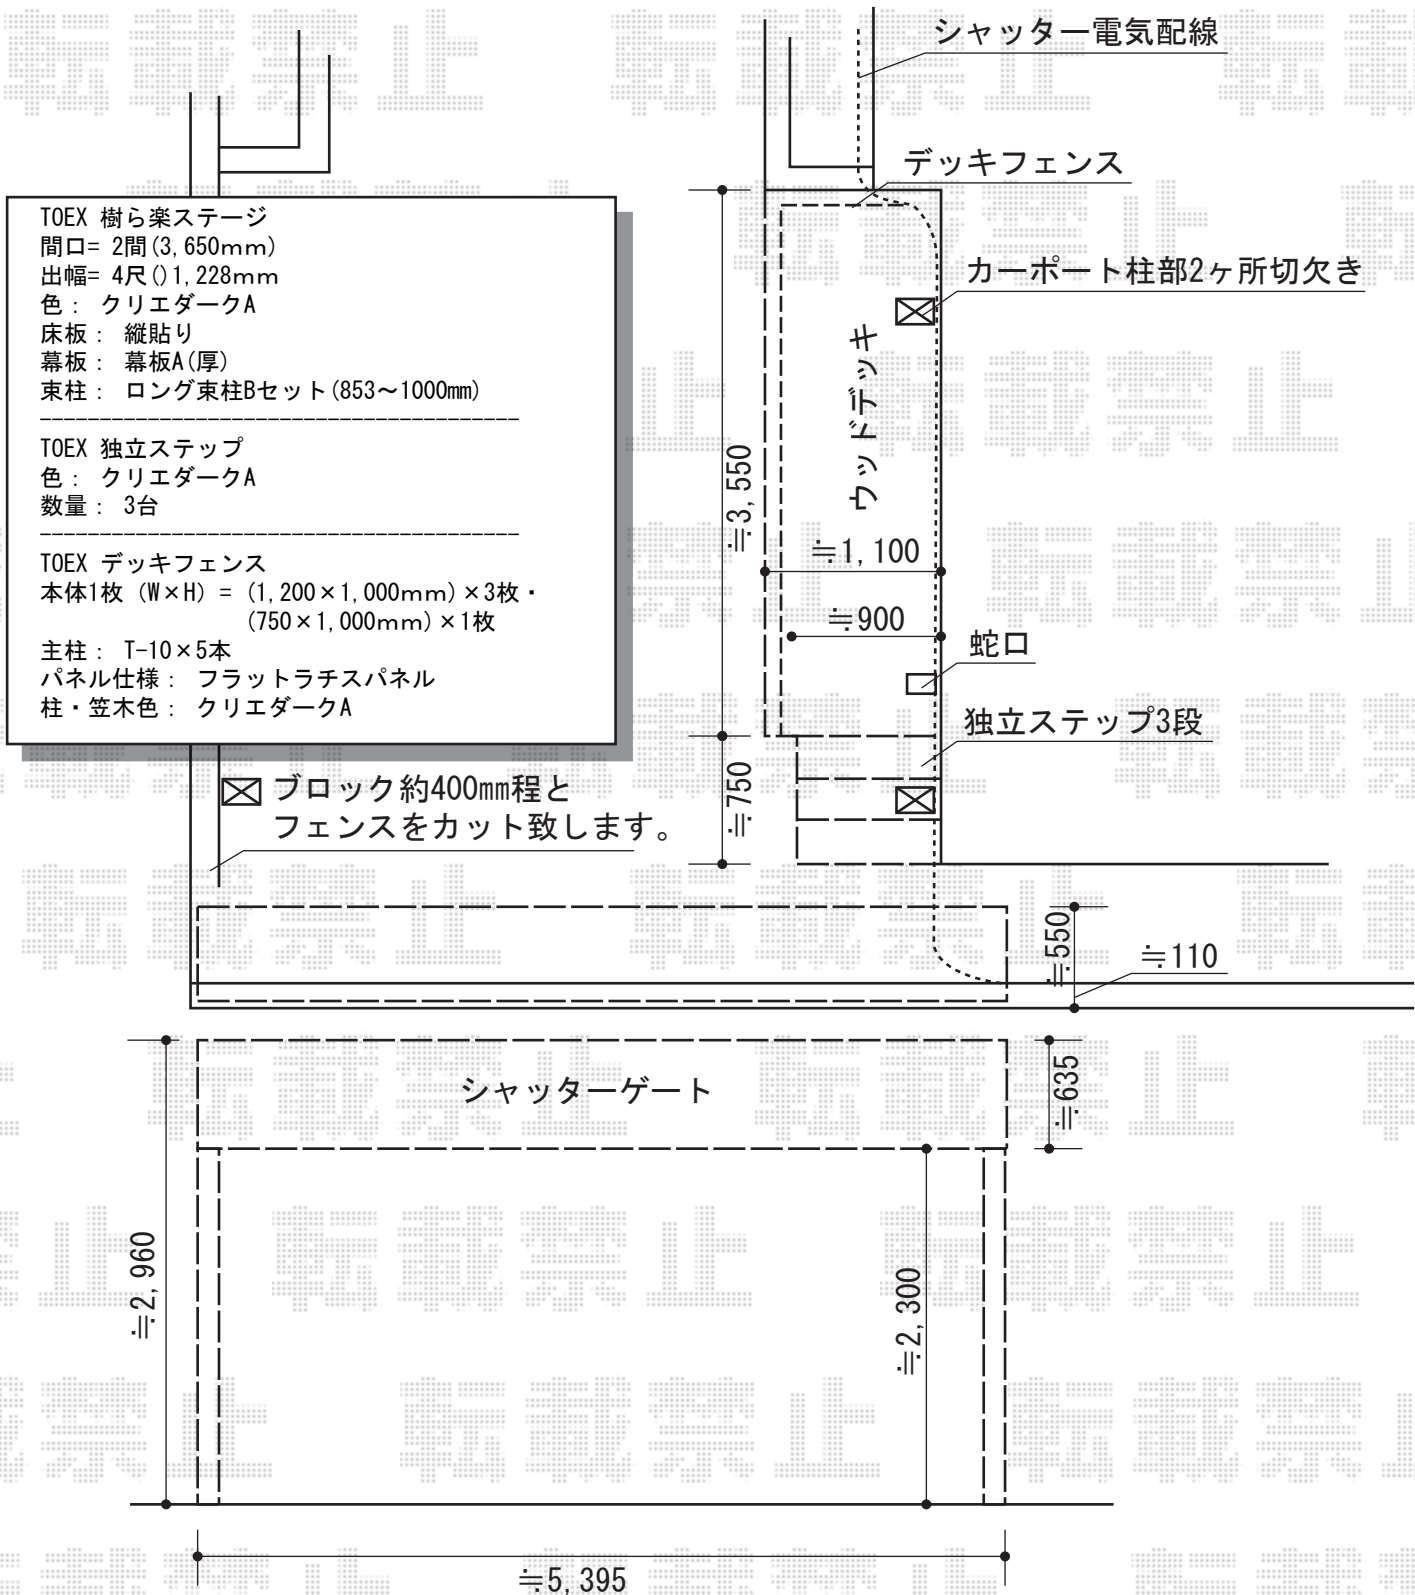 シャッター電気配線
デッキフェンス
カーポート柱部2ヶ所切欠き
TOEX 樹ら楽ステージ
間口= 2間(3,650mm)
出幅= 4尺()1,228mm
色： クリエダークA
床板： 縦貼り
幕板： 幕板A(厚)
束柱： ロング束柱Bセット(853～1000mm)
----------------------------------------
TOEX 独立ステップ
色： クリエダークA
数量： 3台
----------------------------------------
TOEX デッキフェンス
本体1枚 (W×H) = (1,200×1,000mm)×3枚・
(750×1,000mm)×1枚
主柱： T-10×5本
パネル仕様： フラットラチスパネル
柱・笠木色： クリエダークA
ウッドデッキ
≒3,550
≒1,100
≒900
蛇口
独立ステップ3段
≒750
ブロック約400mm程と
フェンスをカット致します。
≒550
≒110
シャッターゲート
≒635
≒2,960
≒2,300
≒5,395
転載禁止